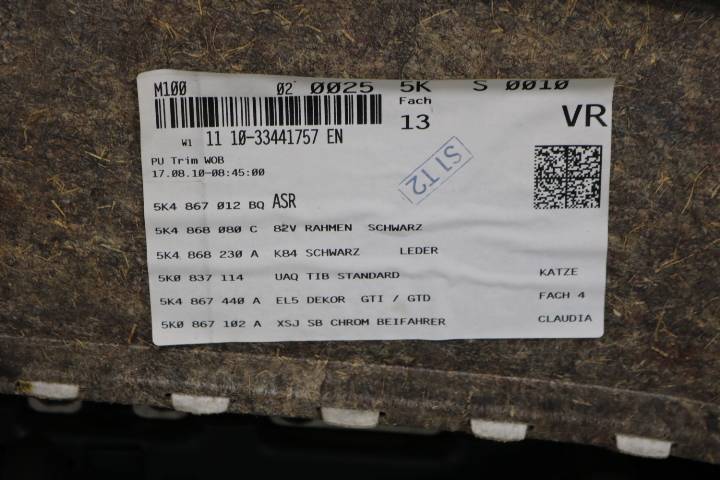 M100 02 0025 5K S 0010
Fach
13
VR
W1 11 10-33441757 EN
S1T2
PU Trim WOB
17.08.10-08:45:00
5K4 867 012 BQ ASR
5K4 868 080 C 82V RAHMEN SCHWARZ
5K4 868 230 A K84 SCHWARZ LEDER
5K0 837 114 UAQ TIB STANDARD KATZE
5K4 867 440 A EL5 DEKOR GTI / GTD FACH 4
5K0 867 102 A XSJ SB CHROM BEIFAHRER CLAUDIA